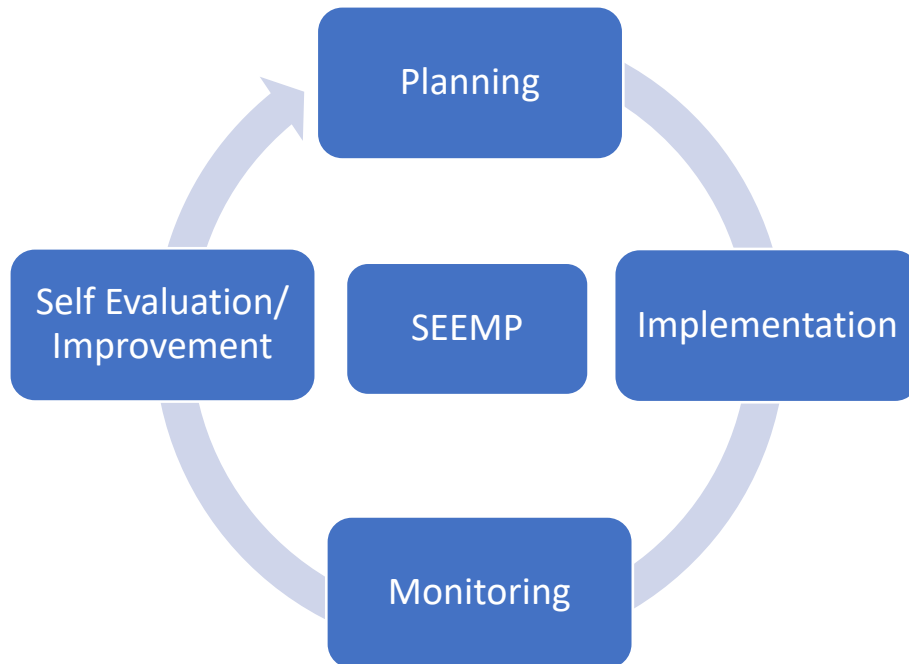 Planning
Self Evaluation/
Improvement
SEEMP
Implementation
Monitoring